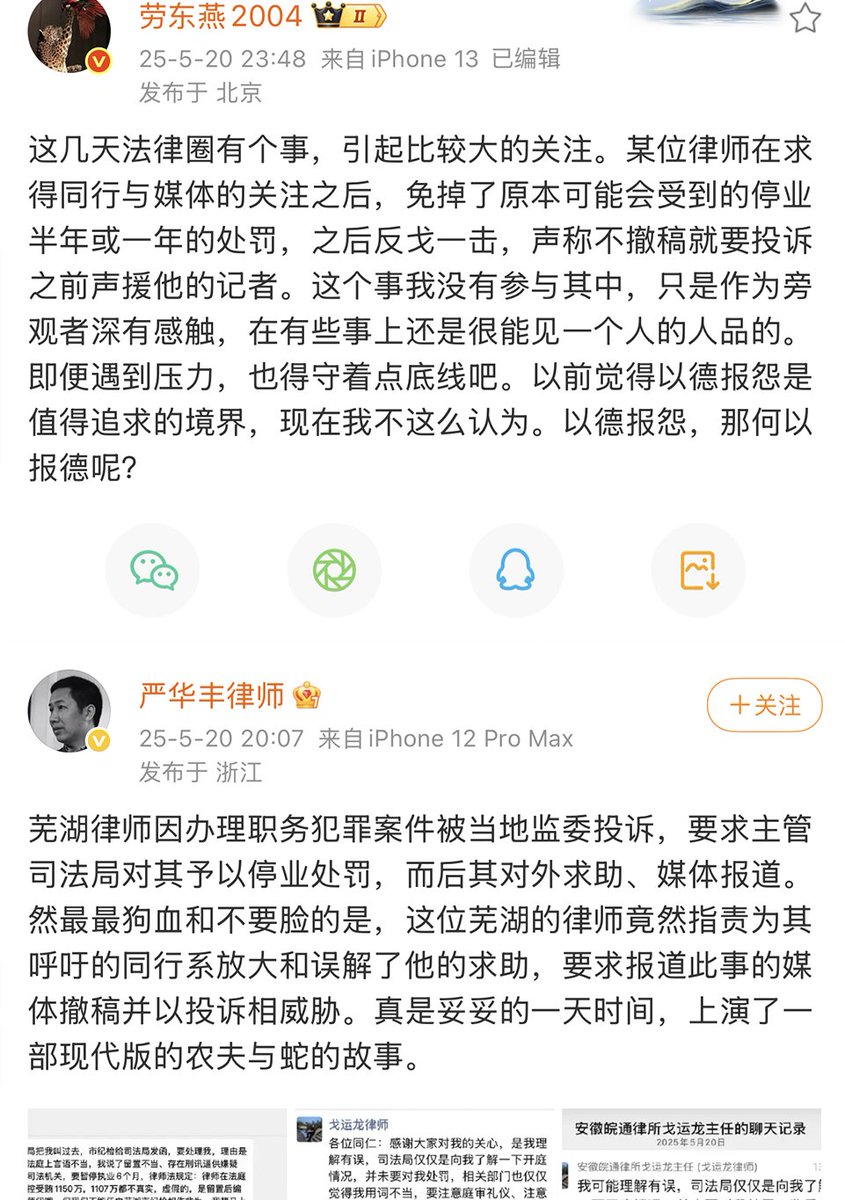 劳东燕2004 II
25-5-20 23:48 来自iPhone 13 已编辑
发布于 北京
这几天法律圈有个事，引起比较大的关注。某位律师在求
得同行与媒体的关注之后，免掉了原本可能会受到的停业
半年或一年的处罚，之后反戈一击，声称不撤稿就要投诉
之前声援他的记者。这个事我没有参与其中，只是作为旁
观者深有感触，在有些事上还是很能见一个人的人品的。
即便遇到压力，也得守着点底线吧。以前觉得以德报怨是
值得追求的境界，现在我不这么认为。以德报怨，那何以
报德呢？
严华丰律师
＋关注
25-5-20 20:07 来自iPhone 12 Pro Max
发布于 浙江
芜湖律师因办理职务犯罪案件被当地监委投诉，要求主管
司法局对其予以停业处罚，而后其对外求助、媒体报道。
然最最狗血和不要脸的是，这位芜湖的律师竟然指责为其
呼吁的同行系放大和误解了他的求助，要求报道此事的媒
体撤稿并以投诉相威胁。真是妥妥的一天时间，上演了一
部现代版的农夫与蛇的故事。
局把我叫过去，市纪检给司法局发函，要处理我，理由是
法庭上言语不当，我说了留置不当、存在刑讯逼供嫌疑
司法机关，要暂停执业6个月，律师法规定：律师在法庭
控受贿1150万，1107万都不真实，虚假的，是留置后编
戈运龙律师
各位同仁：感谢大家对我的关心，是我理
解有误，司法局仅仅是向我了解一下开庭
情况，并未要对我处罚，相关部门也仅仅
觉得我用词不当，要注意庭审礼仪、注意
安徽皖通律所戈运龙主任的聊天记录
2025年5月20日
安徽皖通律所戈运龙主任 (戈运龙律师)
我可能理解有误，司法局仅仅是向我了